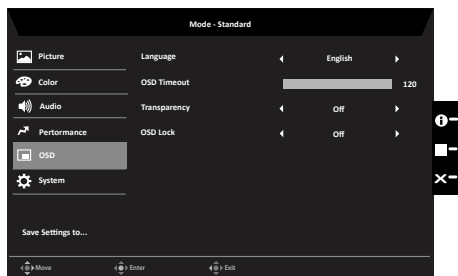 Mode - Standard
Picture
Language
English
Color
OSD Timeout
120
Audio
Transparency
Off
Pertormance
OSD Lock
Off
OSD
System
Save Settings to...
Move
Enter
Exit